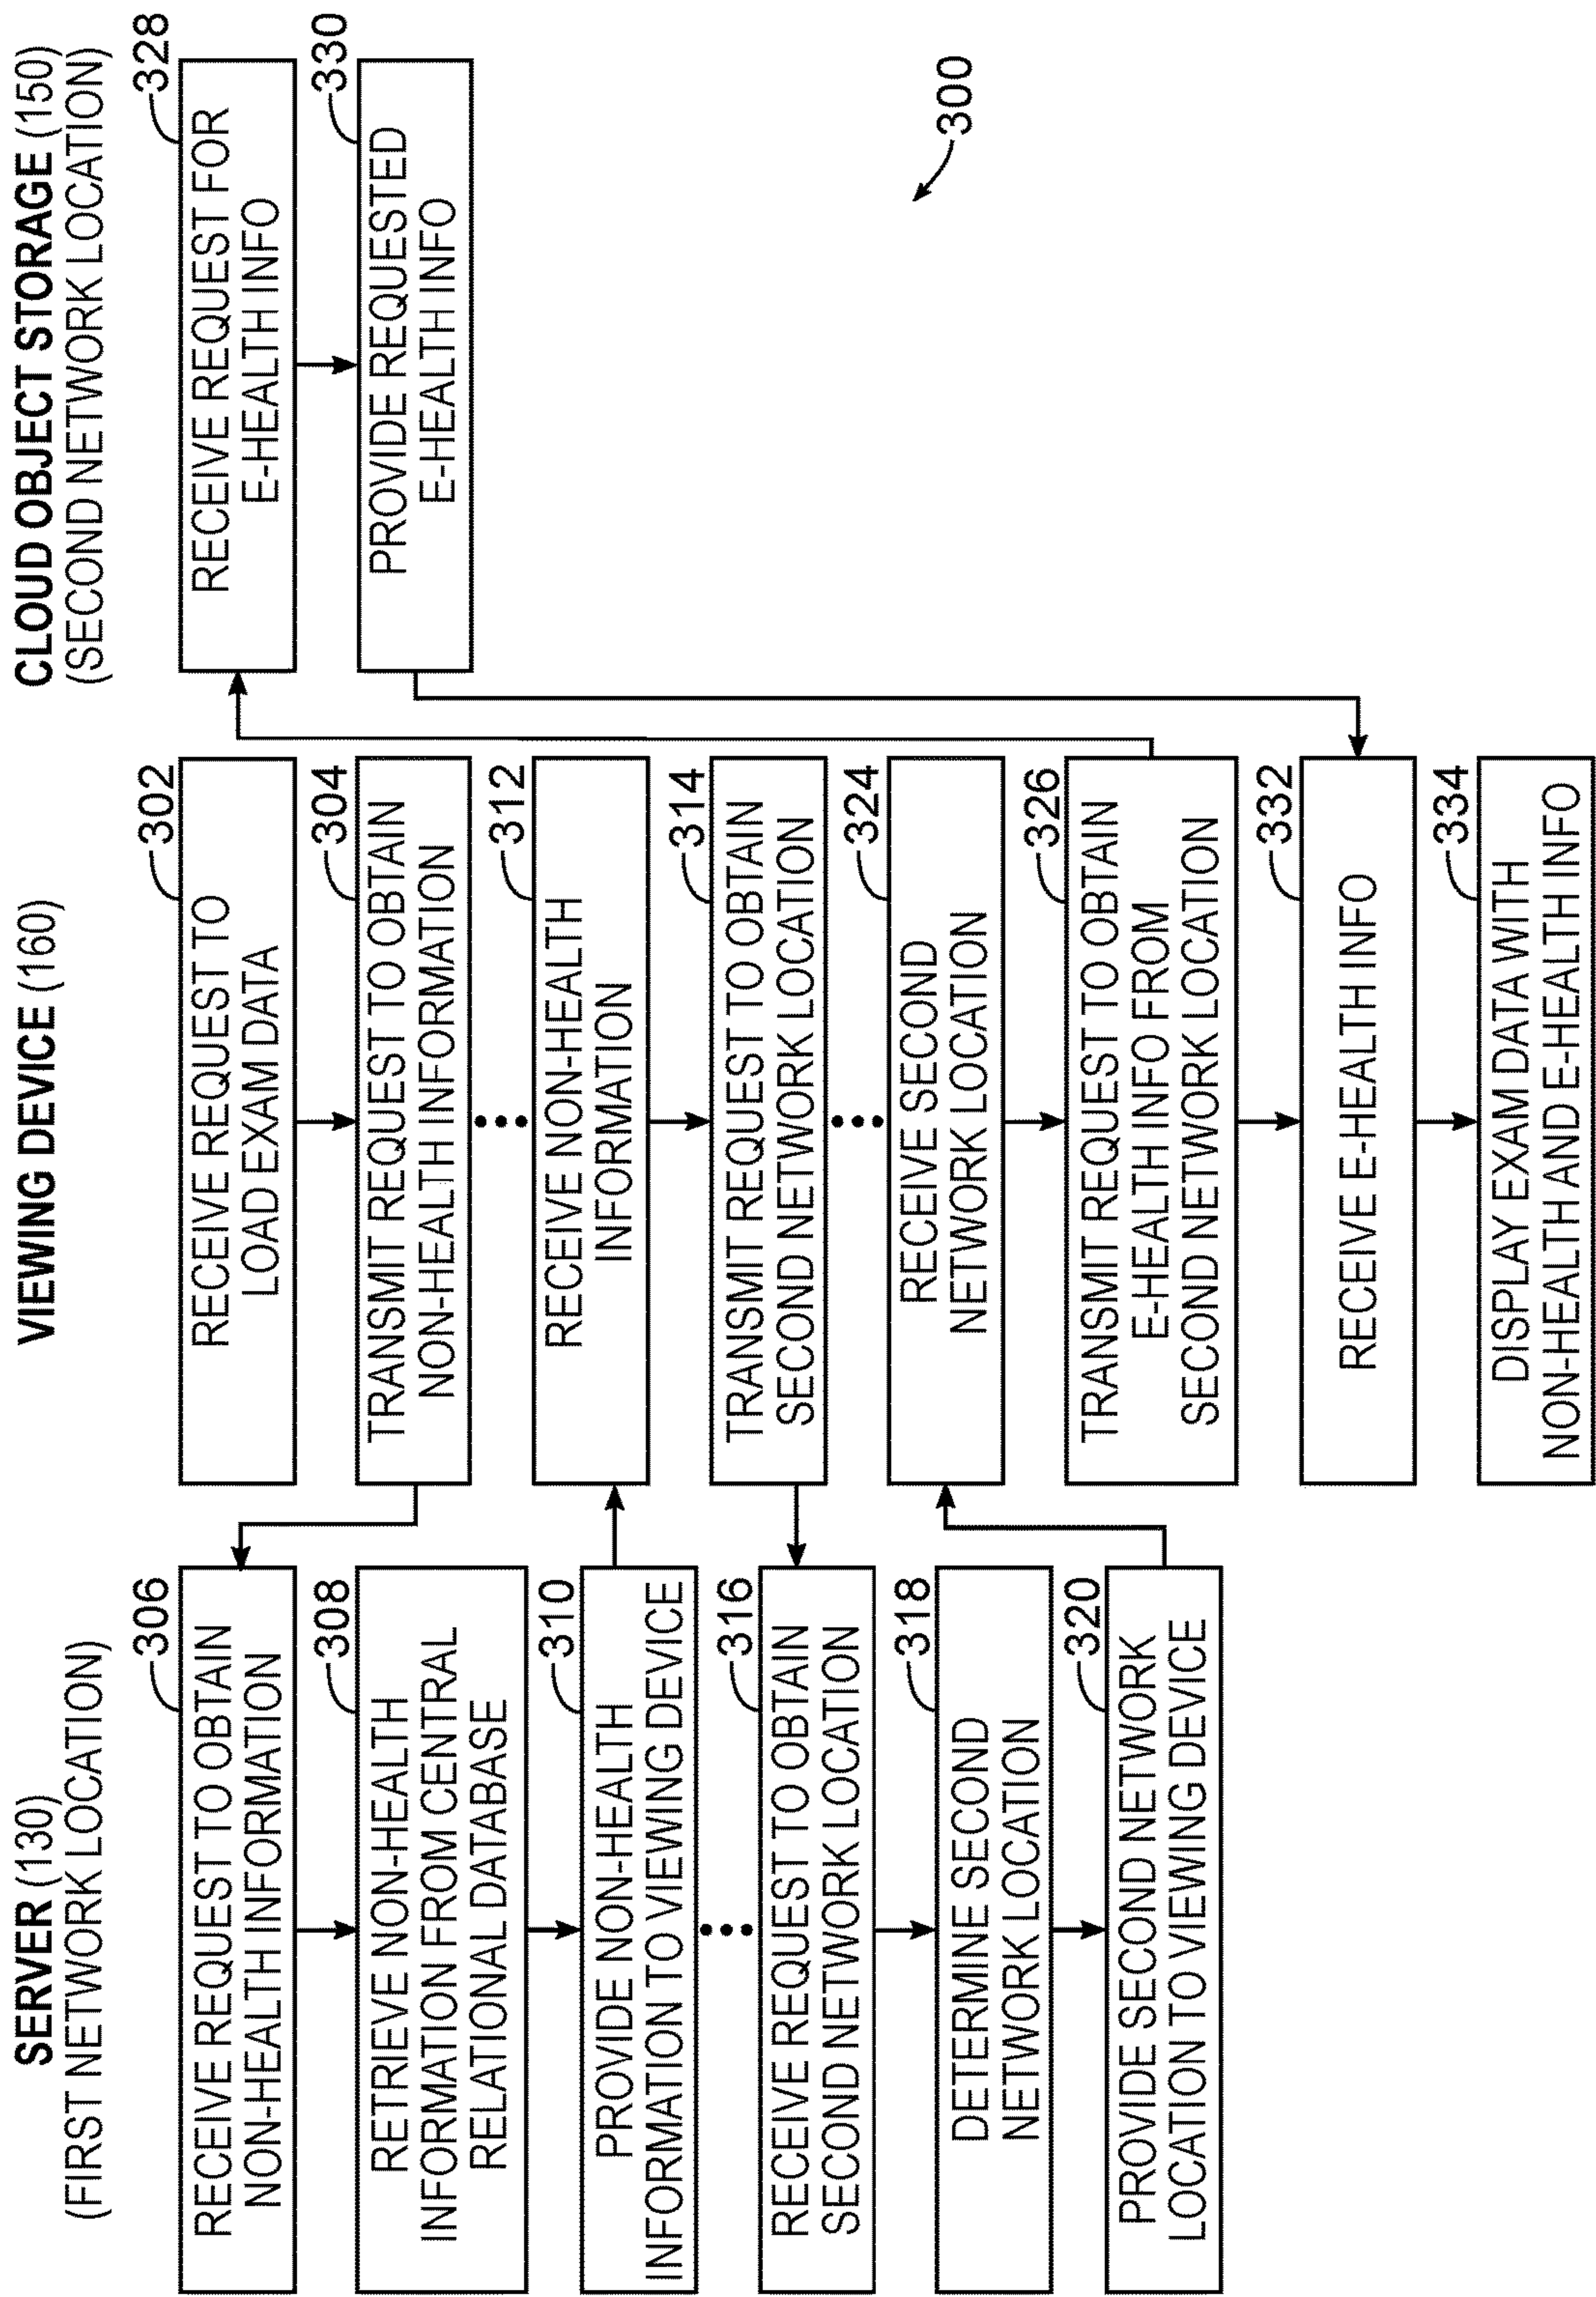 SERVER (130)
(FIRST NETWORK LOCATION)
306
RECEIVE REQUEST TO OBTAIN
NON-HEALTH INFORMATION
308
RETRIEVE NON-HEALTH
INFORMATION FROM CENTRAL
RELATIONAL DATABASE
310
PROVIDE NON-HEALTH
INFORMATION TO VIEWING DEVICE
316
RECEIVE REQUEST TO OBTAIN
SECOND NETWORK LOCATION
318
DETERMINE SECOND
NETWORK LOCATION
320
PROVIDE SECOND NETWORK
LOCATION TO VIEWING DEVICE
VIEWING DEVICE (160)
302
RECEIVE REQUEST TO
LOAD EXAM DATA
304
TRANSMIT REQUEST TO OBTAIN
NON-HEALTH INFORMATION
312
RECEIVE NON-HEALTH
INFORMATION
314
TRANSMIT REQUEST TO OBTAIN
SECOND NETWORK LOCATION
324
RECEIVE SECOND
NETWORK LOCATION
326
TRANSMIT REQUEST TO OBTAIN
E-HEALTH INFO FROM
SECOND NETWORK LOCATION
332
RECEIVE E-HEALTH INFO
334
DISPLAY EXAM DATA WITH
NON-HEALTH AND E-HEALTH INFO
CLOUD OBJECT STORAGE (150)
(SECOND NETWORK LOCATION)
328
RECEIVE REQUEST FOR
E-HEALTH INFO
330
PROVIDE REQUESTED
E-HEALTH INFO
300